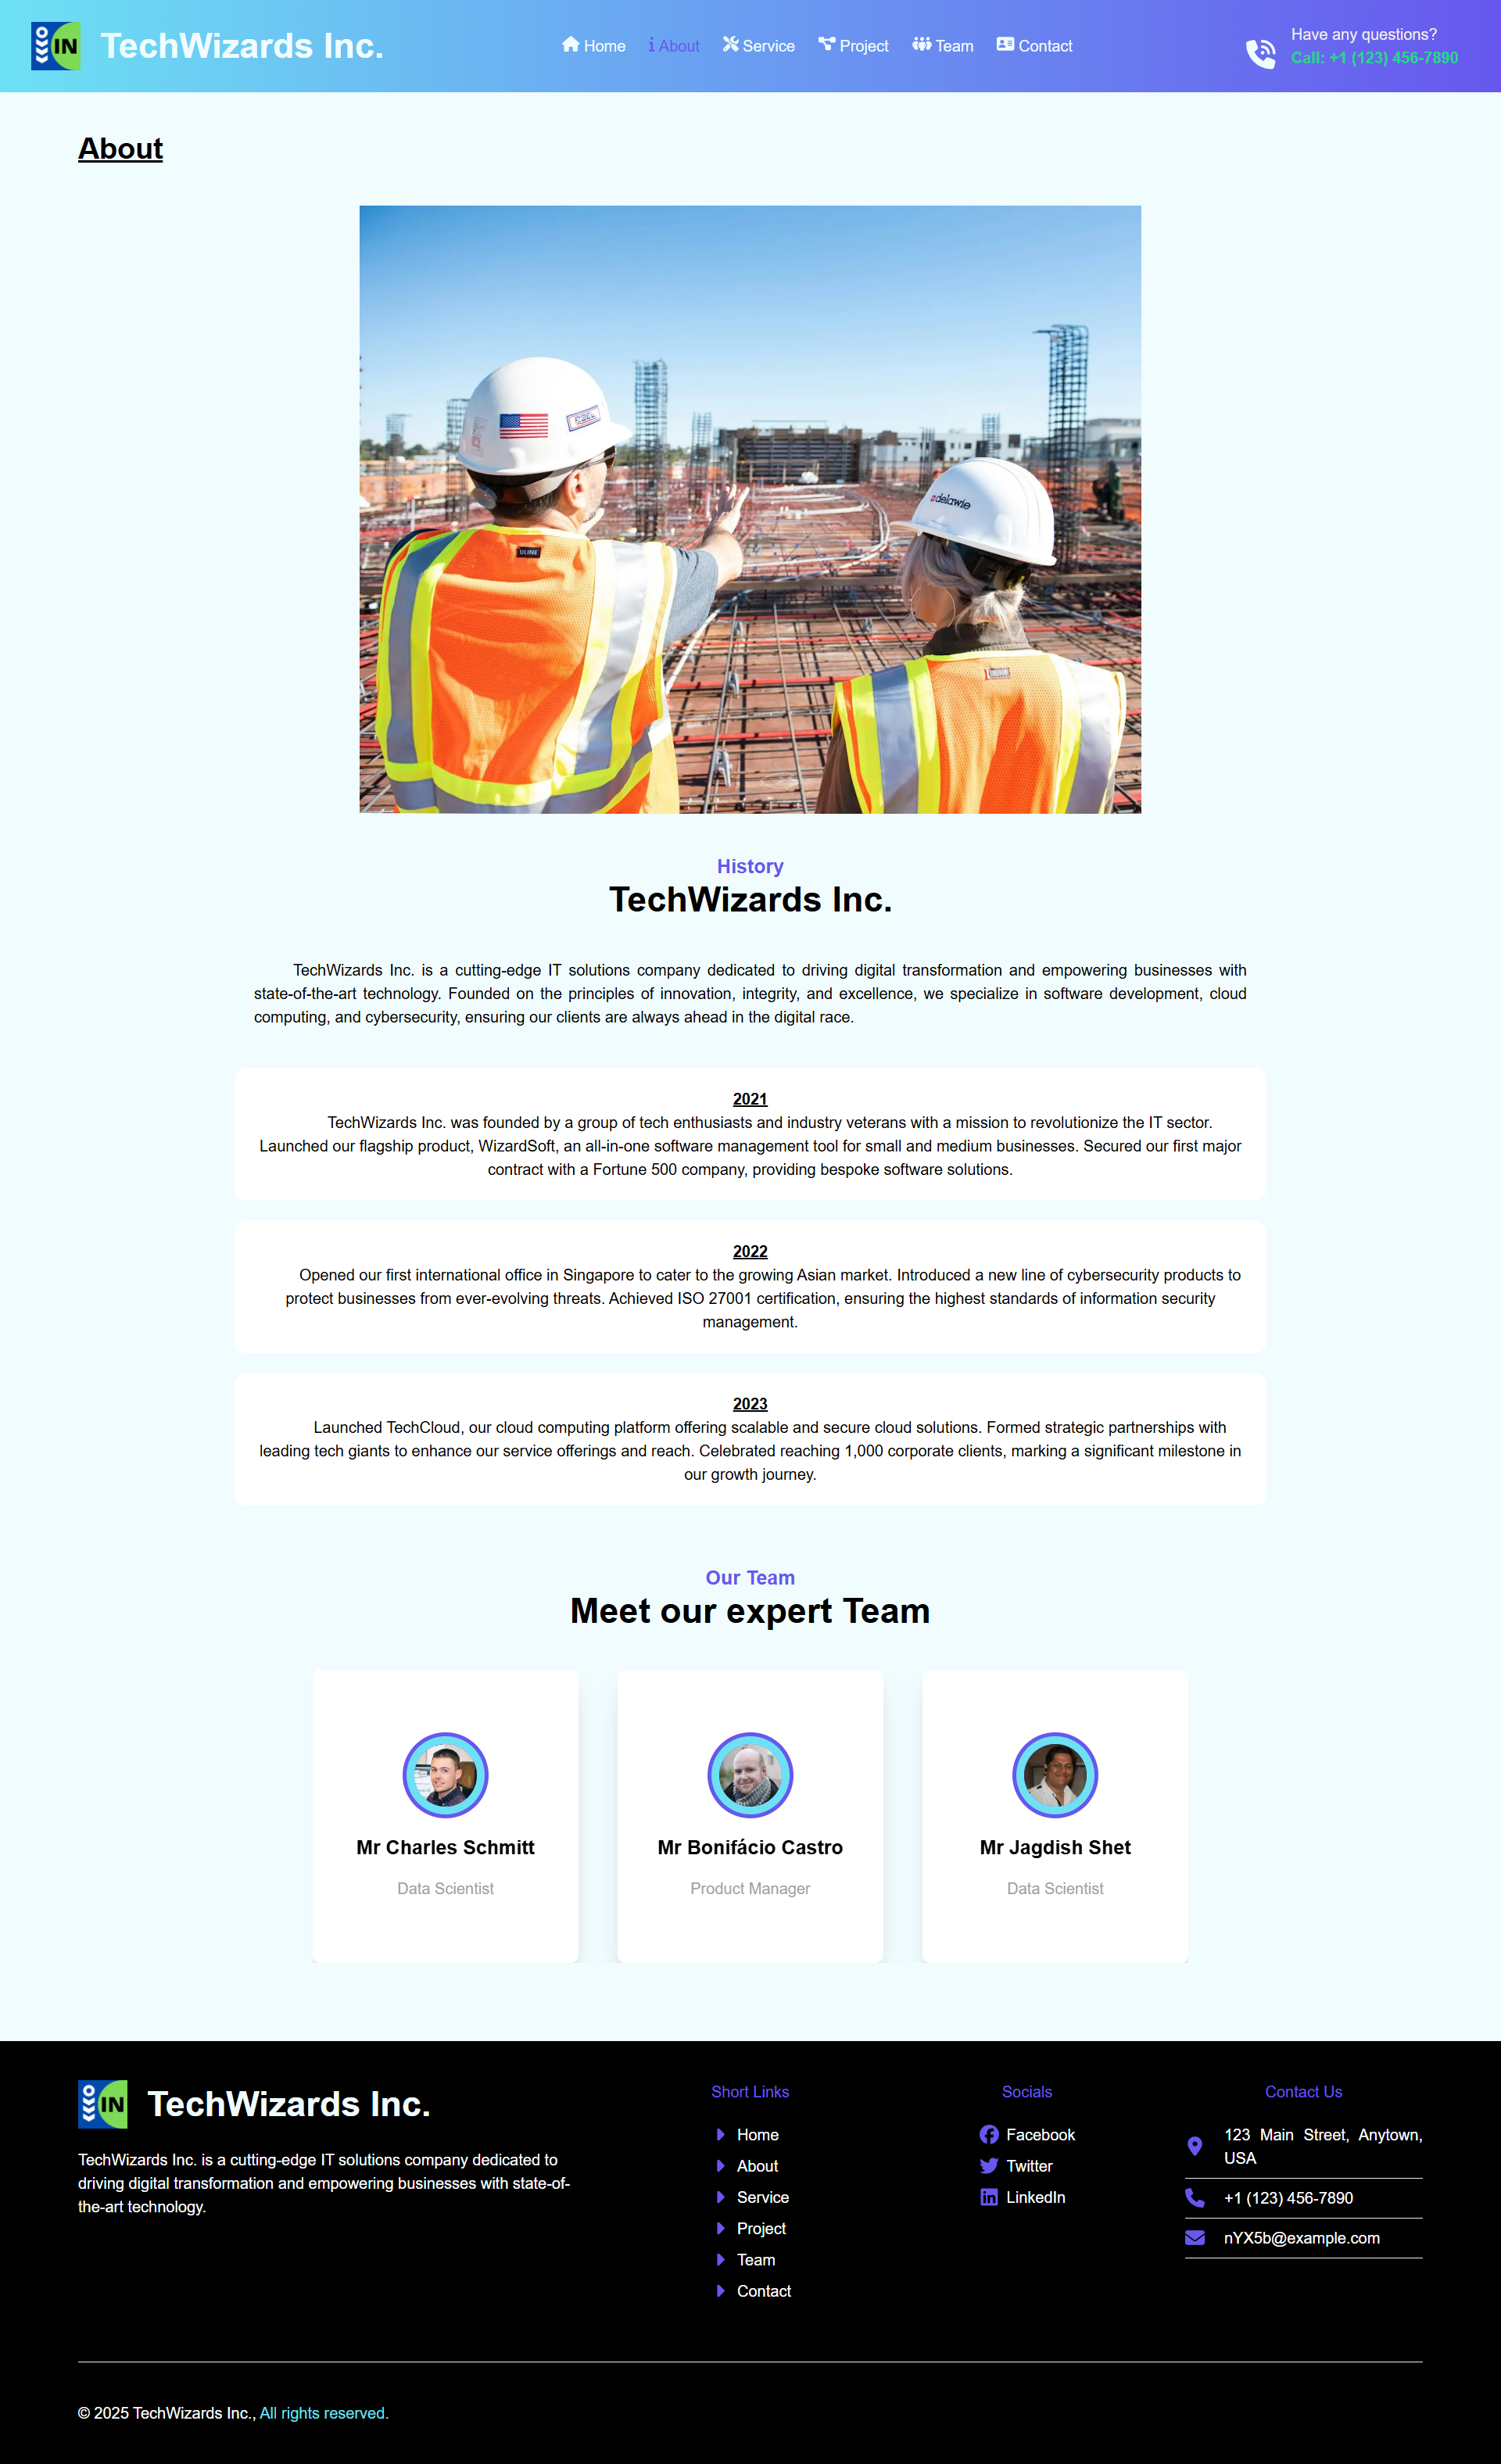 IN
TechWizards Inc.
Home
About
Service
Project
Team
Contact
Have any questions?
Call: +1 (123) 456-7890
About
delawie
ULINE
History
TechWizards Inc.
TechWizards Inc. is a cutting-edge IT solutions company dedicated to driving digital transformation and empowering businesses with
state-of-the-art technology. Founded on the principles of innovation, integrity, and excellence, we specialize in software development, cloud
computing, and cybersecurity, ensuring our clients are always ahead in the digital race.
2021
TechWizards Inc. was founded by a group of tech enthusiasts and industry veterans with a mission to revolutionize the IT sector.
Launched our flagship product, WizardSoft, an all-in-one software management tool for small and medium businesses. Secured our first major
contract with a Fortune 500 company, providing bespoke software solutions.
2022
Opened our first international office in Singapore to cater to the growing Asian market. Introduced a new line of cybersecurity products to
protect businesses from ever-evolving threats. Achieved ISO 27001 certification, ensuring the highest standards of information security
management.
2023
Launched TechCloud, our cloud computing platform offering scalable and secure cloud solutions. Formed strategic partnerships with
leading tech giants to enhance our service offerings and reach. Celebrated reaching 1,000 corporate clients, marking a significant milestone in
our growth journey.
Our Team
Meet our expert Team
Mr Charles Schmitt
Data Scientist
Mr Bonifácio Castro
Product Manager
Mr Jagdish Shet
Data Scientist
IN
TechWizards Inc.
TechWizards Inc. is a cutting-edge IT solutions company dedicated to
driving digital transformation and empowering businesses with state-of-
the-art technology.
Short Links
Home
About
Service
Project
Team
Contact
Socials
Facebook
Twitter
LinkedIn
Contact Us
123 Main Street, Anytown,
USA
+1 (123) 456-7890
nYX5b@example.com
© 2025 TechWizards Inc., All rights reserved.